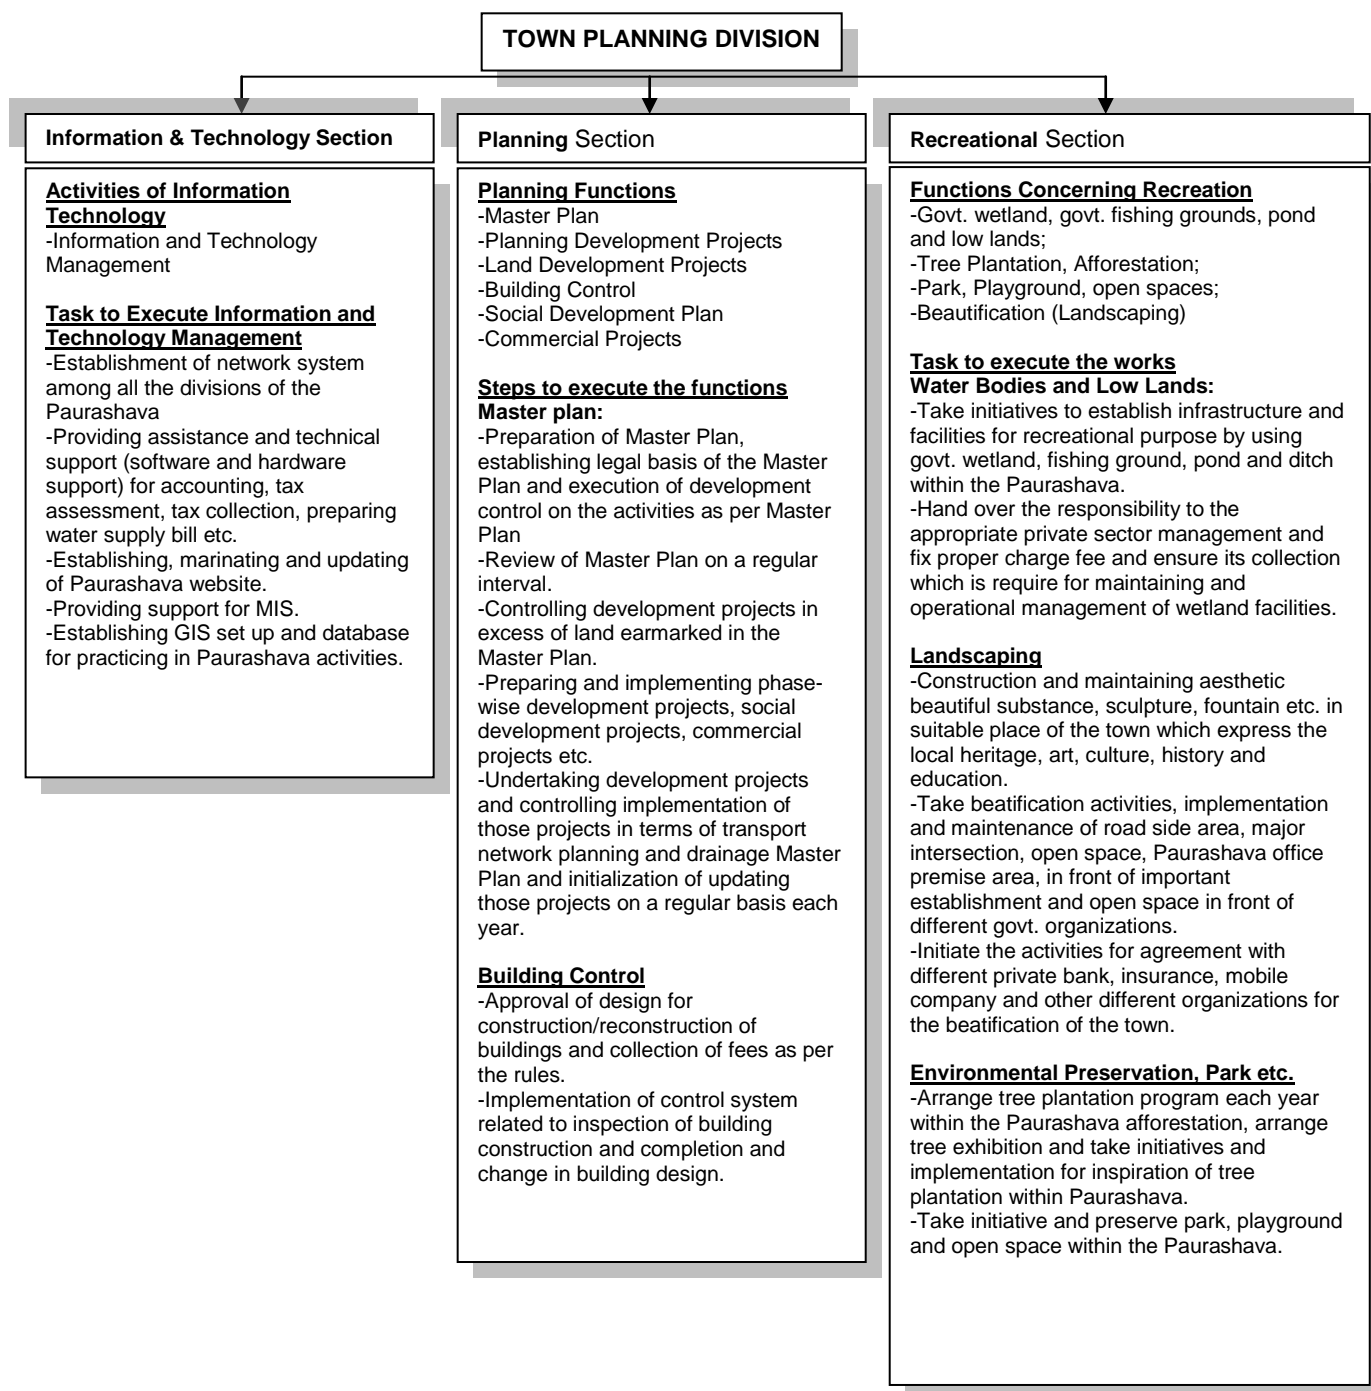 TOWN PLANNING DIVISION
Information & Technology Section
Activities of Information
Technology
-Information and Technology
Management
Task to Execute Information and
Technology Management
-Establishment of network system
among all the divisions of the
Paurashava
-Providing assistance and technical
support (software and hardware
support) for accounting, tax
assessment, tax collection, preparing
water supply bill etc.
-Establishing, marinating and updating
of Paurashava website.
-Providing support for MIS.
-Establishing GIS set up and database
for practicing in Paurashava activities.
Planning Section
Planning Functions
-Master Plan
-Planning Development Projects
-Land Development Projects
-Building Control
-Social Development Plan
-Commercial Projects
Steps to execute the functions
Master plan:
-Preparation of Master Plan,
establishing legal basis of the Master
Plan and execution of development
control on the activities as per Master
Plan
-Review of Master Plan on a regular
interval.
-Controlling development projects in
excess of land earmarked in the
Master Plan.
-Preparing and implementing phase-
wise development projects, social
development projects, commercial
projects etc.
-Undertaking development projects
and controlling implementation of
those projects in terms of transport
network planning and drainage Master
Plan and initialization of updating
those projects on a regular basis each
year.
Building Control
-Approval of design for
construction/reconstruction of
buildings and collection of fees as per
the rules.
-Implementation of control system
related to inspection of building
construction and completion and
change in building design.
Recreational Section
Functions Concerning Recreation
-Govt. wetland, govt. fishing grounds, pond
and low lands;
-Tree Plantation, Afforestation;
-Park, Playground, open spaces;
-Beautification (Landscaping)
Task to execute the works
Water Bodies and Low Lands:
-Take initiatives to establish infrastructure and
facilities for recreational purpose by using
govt. wetland, fishing ground, pond and ditch
within the Paurashava.
-Hand over the responsibility to the
appropriate private sector management and
fix proper charge fee and ensure its collection
which is require for maintaining and
operational management of wetland facilities.
Landscaping
-Construction and maintaining aesthetic
beautiful substance, sculpture, fountain etc. in
suitable place of the town which express the
local heritage, art, culture, history and
education.
-Take beatification activities, implementation
and maintenance of road side area, major
intersection, open space, Paurashava office
premise area, in front of important
establishment and open space in front of
different govt. organizations.
-Initiate the activities for agreement with
different private bank, insurance, mobile
company and other different organizations for
the beatification of the town.
Environmental Preservation, Park etc.
-Arrange tree plantation program each year
within the Paurashava afforestation, arrange
tree exhibition and take initiatives and
implementation for inspiration of tree
plantation within Paurashava.
-Take initiative and preserve park, playground
and open space within the Paurashava.